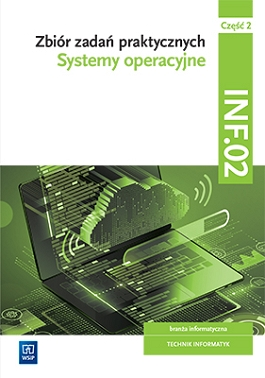 Część 2
Zbiór zadań praktycznych
Systemy operacyjne
INF.02
branża informatyczna
TECHNIK INFORMATYK
WSiP